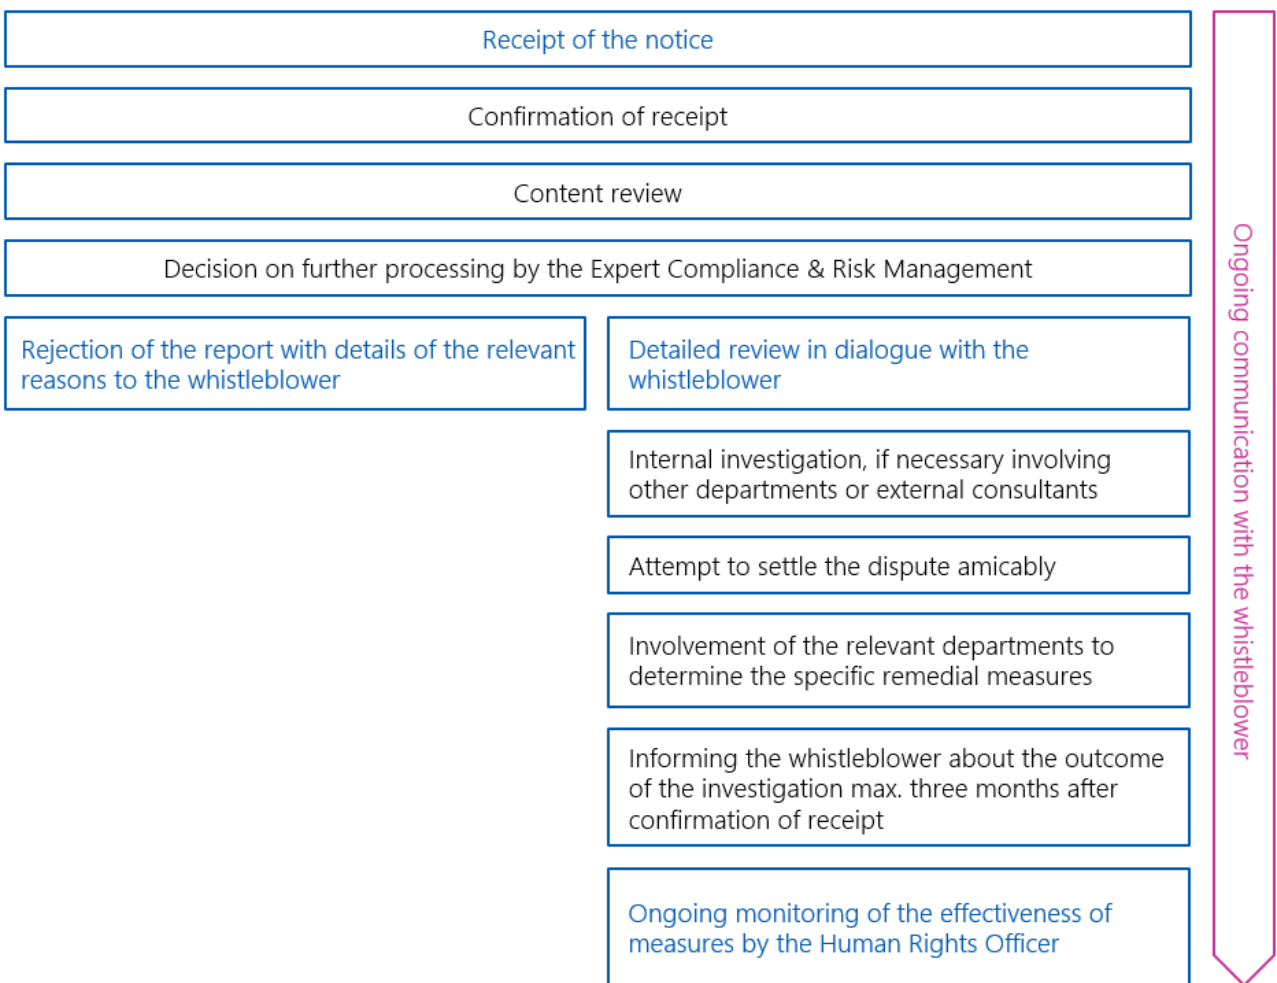 Receipt of the notice
Confirmation of receipt
Content review
Decision on further processing by the Expert Compliance & Risk Management
Rejection of the report with details of the relevant
reasons to the whistleblower
Detailed review in dialogue with the
whistleblower
Internal investigation, if necessary involving
other departments or external consultants
Attempt to settle the dispute amicably
Involvement of the relevant departments to
determine the specific remedial measures
Informing the whistleblower about the outcome
of the investigation max. three months after
confirmation of receipt
Ongoing monitoring of the effectiveness of
measures by the Human Rights Officer
Ongoing communication with the whistleblower